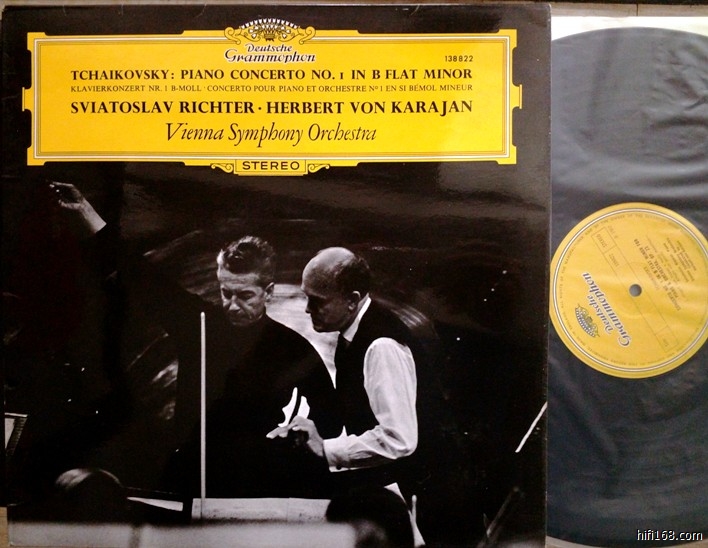 Deutsche
Grammophon
138 822
TCHAIKOVSKY: PIANO CONCERTO NO. 1 IN B FLAT MINOR
KLAVIERKONZERT NR. 1 B-MOLL · CONCERTO POUR PIANO ET ORCHESTRE Nº 1 EN SI BÉMOL MINEUR
SVIATOSLAV RICHTER · HERBERT VON KARAJAN
Vienna Symphony Orchestra
STEREO
Deutsche
Grammophon
hifi168.com